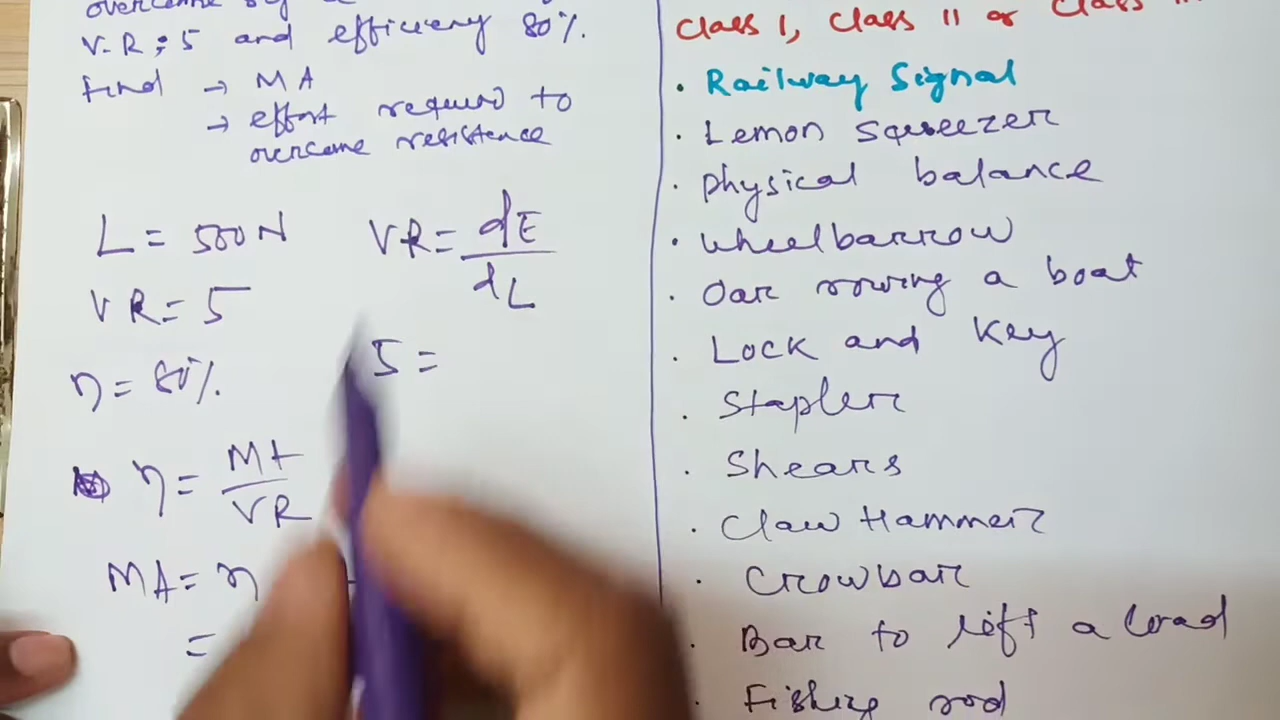 V.R ; 5 and efficiency 80%.
find → MA
→ effort required to
overcome resistence
L = 500N
VR = 5
η = 80%
η = MA
VR
MA = η
=
VR = dE
dL
5 =
Class I, Class II or Class
• Railway Signal
• Lemon Squeezer
• physical balance
• wheelbarrow
• Oar rowing a boat
• Lock and Key
• Stapler
• Shears
• Claw Hammer
• Crowbar
• Bar to lift a load
• Fishing rod